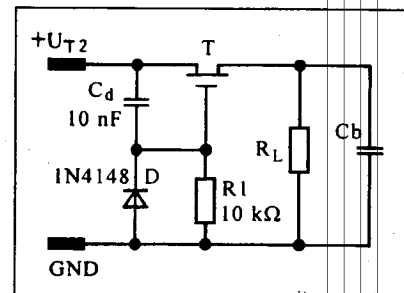 +U_T2
T
C_d
10 nF
R_L
Cb
1N4148 D
R1
10 kΩ
GND